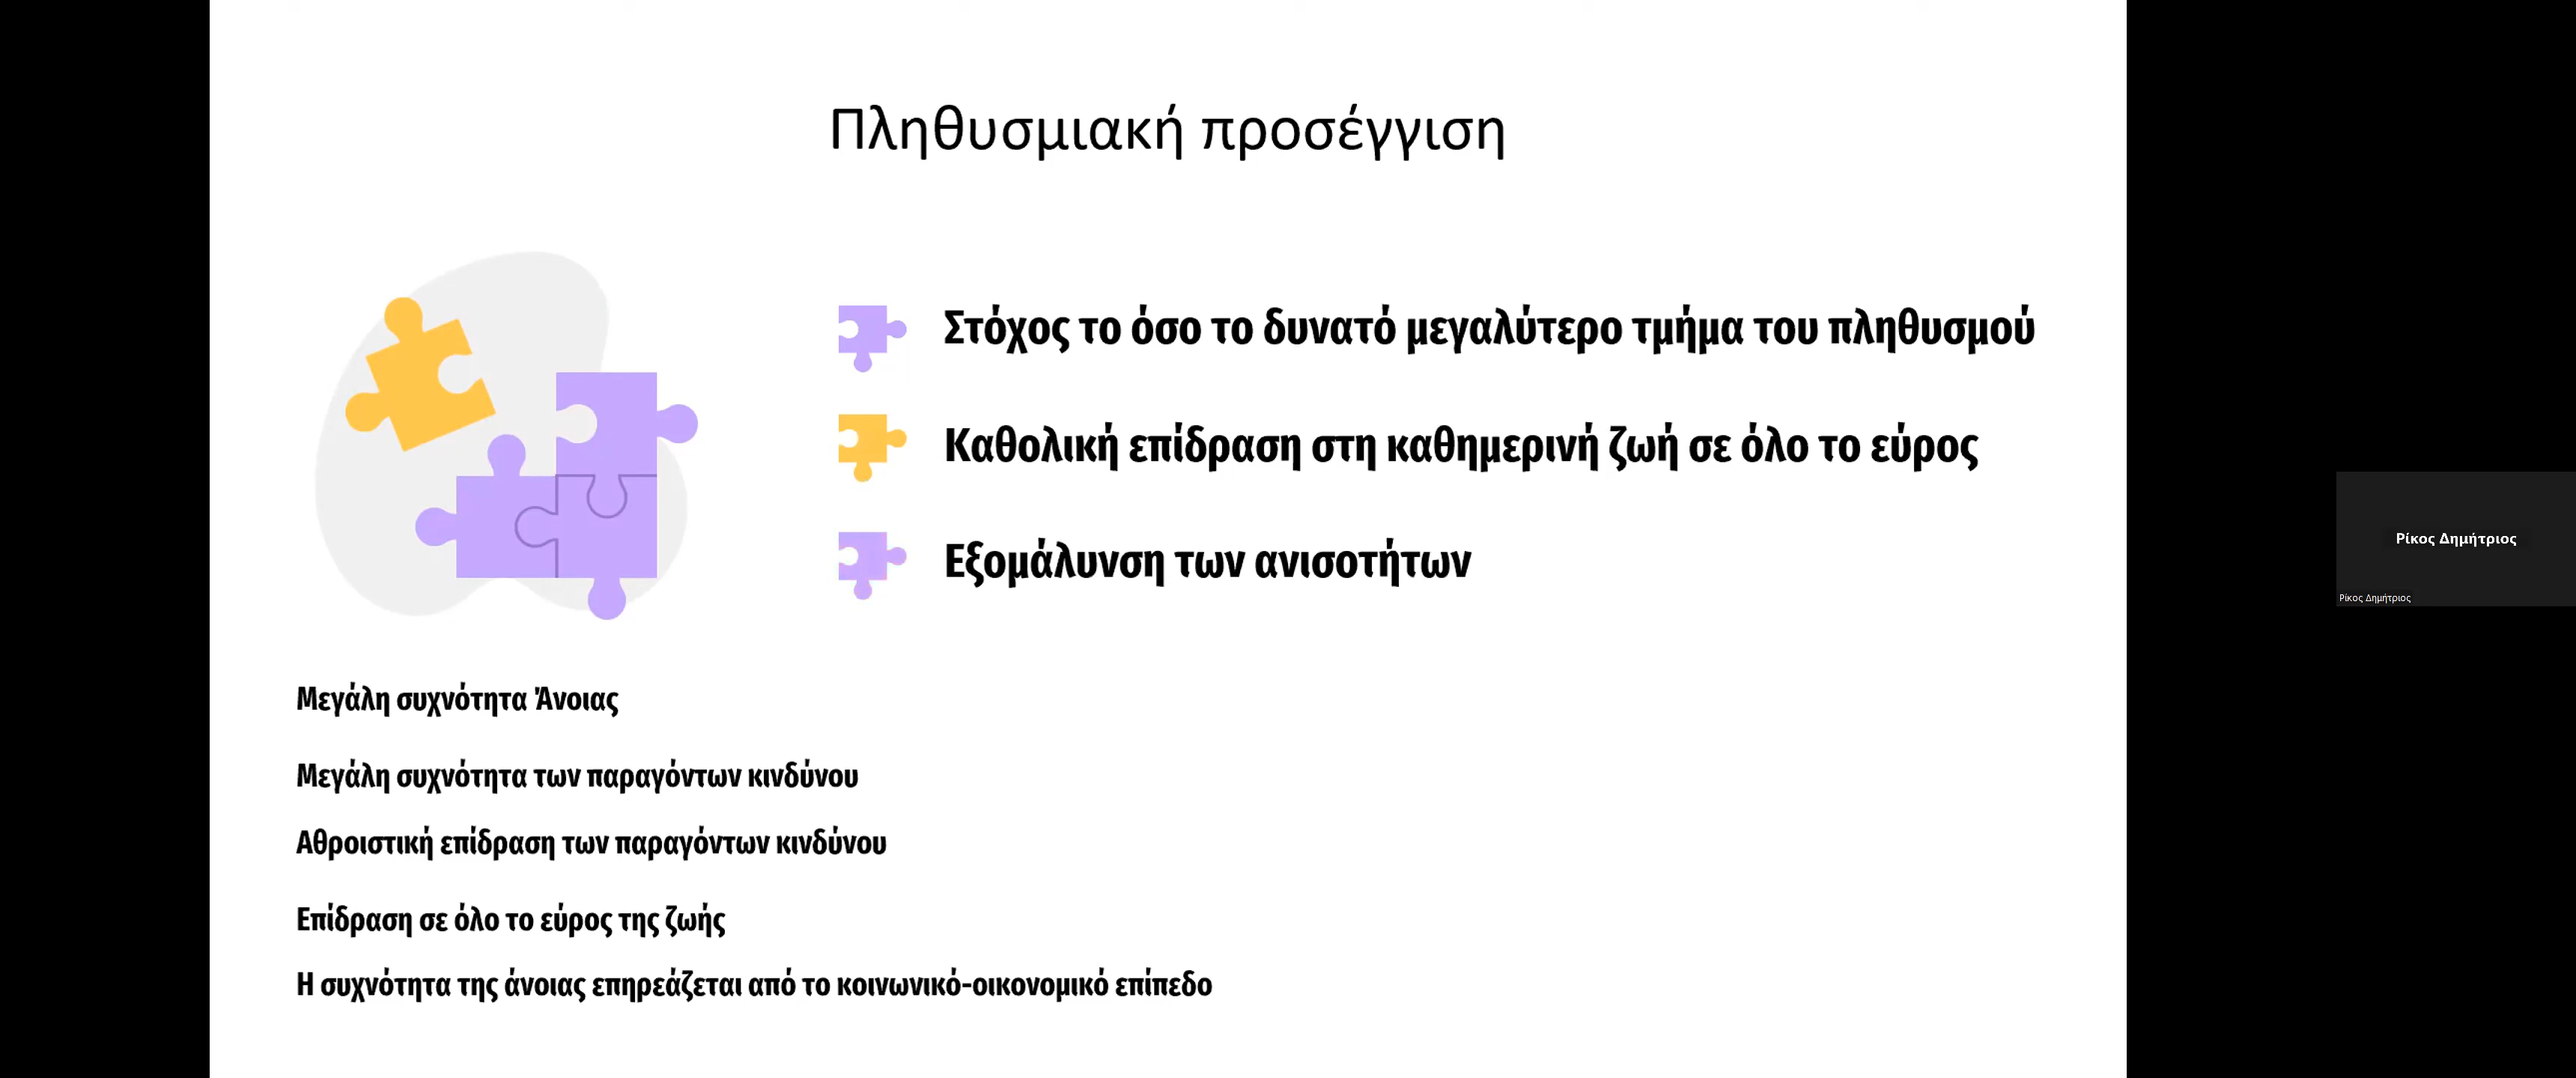 Πληθυσμιακή προσέγγιση
Στόχος το όσο το δυνατό μεγαλύτερο τμήμα του πληθυσμού
Καθολική επίδραση στη καθημερινή ζωή σε όλο το εύρος
Εξομάλυνση των ανισοτήτων
Μεγάλη συχνότητα Άνοιας
Μεγάλη συχνότητα των παραγόντων κινδύνου
Αθροιστική επίδραση των παραγόντων κινδύνου
Επίδραση σε όλο το εύρος της ζωής
Η συχνότητα της άνοιας επηρεάζεται από το κοινωνικό-οικονομικό επίπεδο
Ρίκος Δημήτριος
Ρίκος Δημήτριος